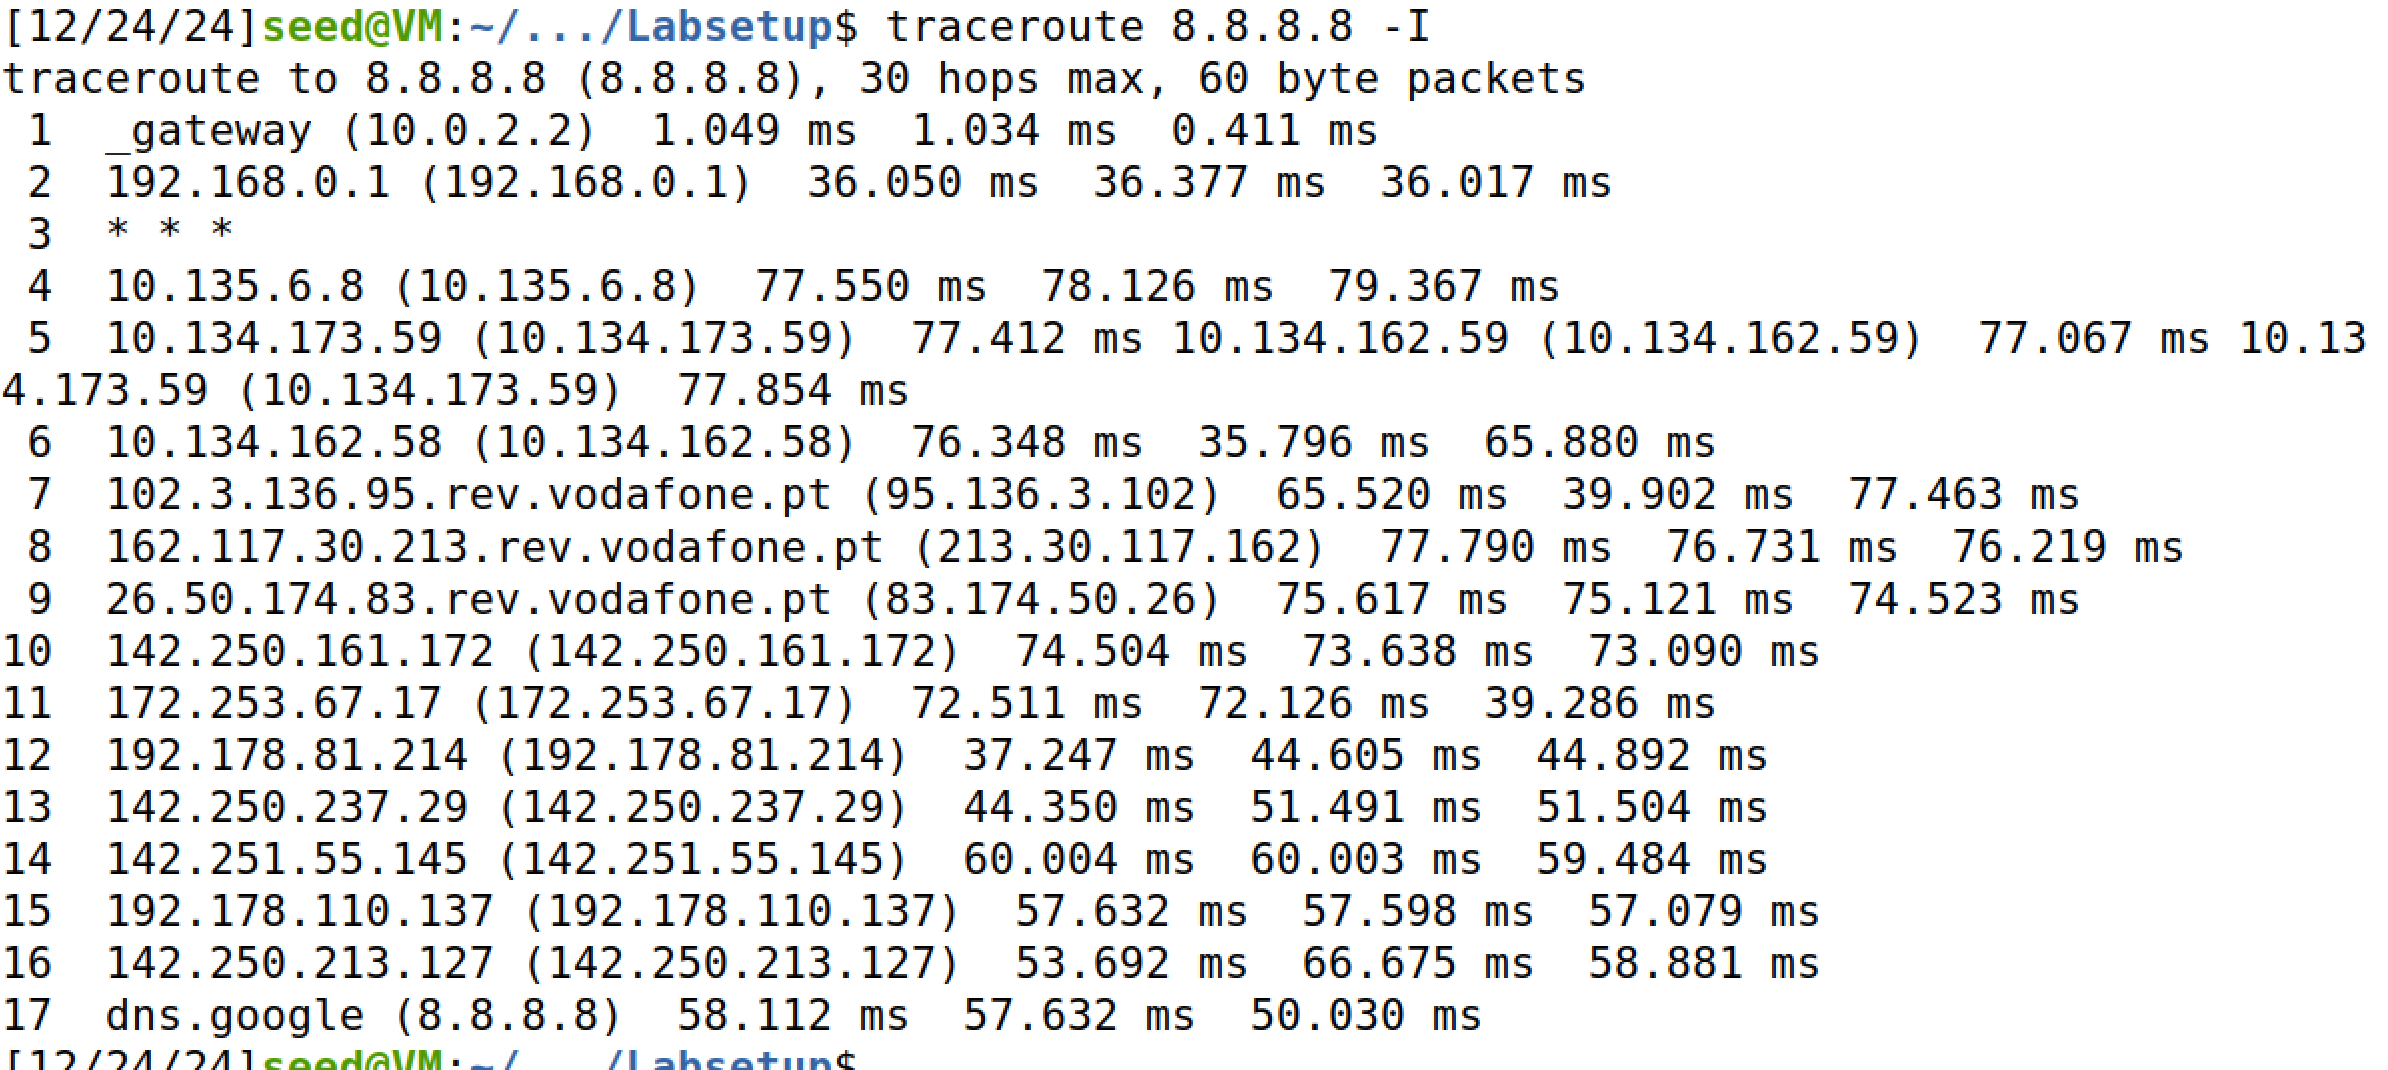 [12/24/24]seed@VM:~/.../Labsetup$ traceroute 8.8.8.8 -I
traceroute to 8.8.8.8 (8.8.8.8), 30 hops max, 60 byte packets
 1  _gateway (10.0.2.2)  1.049 ms  1.034 ms  0.411 ms
 2  192.168.0.1 (192.168.0.1)  36.050 ms  36.377 ms  36.017 ms
 3  * * *
 4  10.135.6.8 (10.135.6.8)  77.550 ms  78.126 ms  79.367 ms
 5  10.134.173.59 (10.134.173.59)  77.412 ms 10.134.162.59 (10.134.162.59)  77.067 ms 10.13
4.173.59 (10.134.173.59)  77.854 ms
 6  10.134.162.58 (10.134.162.58)  76.348 ms  35.796 ms  65.880 ms
 7  102.3.136.95.rev.vodafone.pt (95.136.3.102)  65.520 ms  39.902 ms  77.463 ms
 8  162.117.30.213.rev.vodafone.pt (213.30.117.162)  77.790 ms  76.731 ms  76.219 ms
 9  26.50.174.83.rev.vodafone.pt (83.174.50.26)  75.617 ms  75.121 ms  74.523 ms
10  142.250.161.172 (142.250.161.172)  74.504 ms  73.638 ms  73.090 ms
11  172.253.67.17 (172.253.67.17)  72.511 ms  72.126 ms  39.286 ms
12  192.178.81.214 (192.178.81.214)  37.247 ms  44.605 ms  44.892 ms
13  142.250.237.29 (142.250.237.29)  44.350 ms  51.491 ms  51.504 ms
14  142.251.55.145 (142.251.55.145)  60.004 ms  60.003 ms  59.484 ms
15  192.178.110.137 (192.178.110.137)  57.632 ms  57.598 ms  57.079 ms
16  142.250.213.127 (142.250.213.127)  53.692 ms  66.675 ms  58.881 ms
17  dns.google (8.8.8.8)  58.112 ms  57.632 ms  50.030 ms
[12/24/24]seed@VM:~/.../Labsetup$